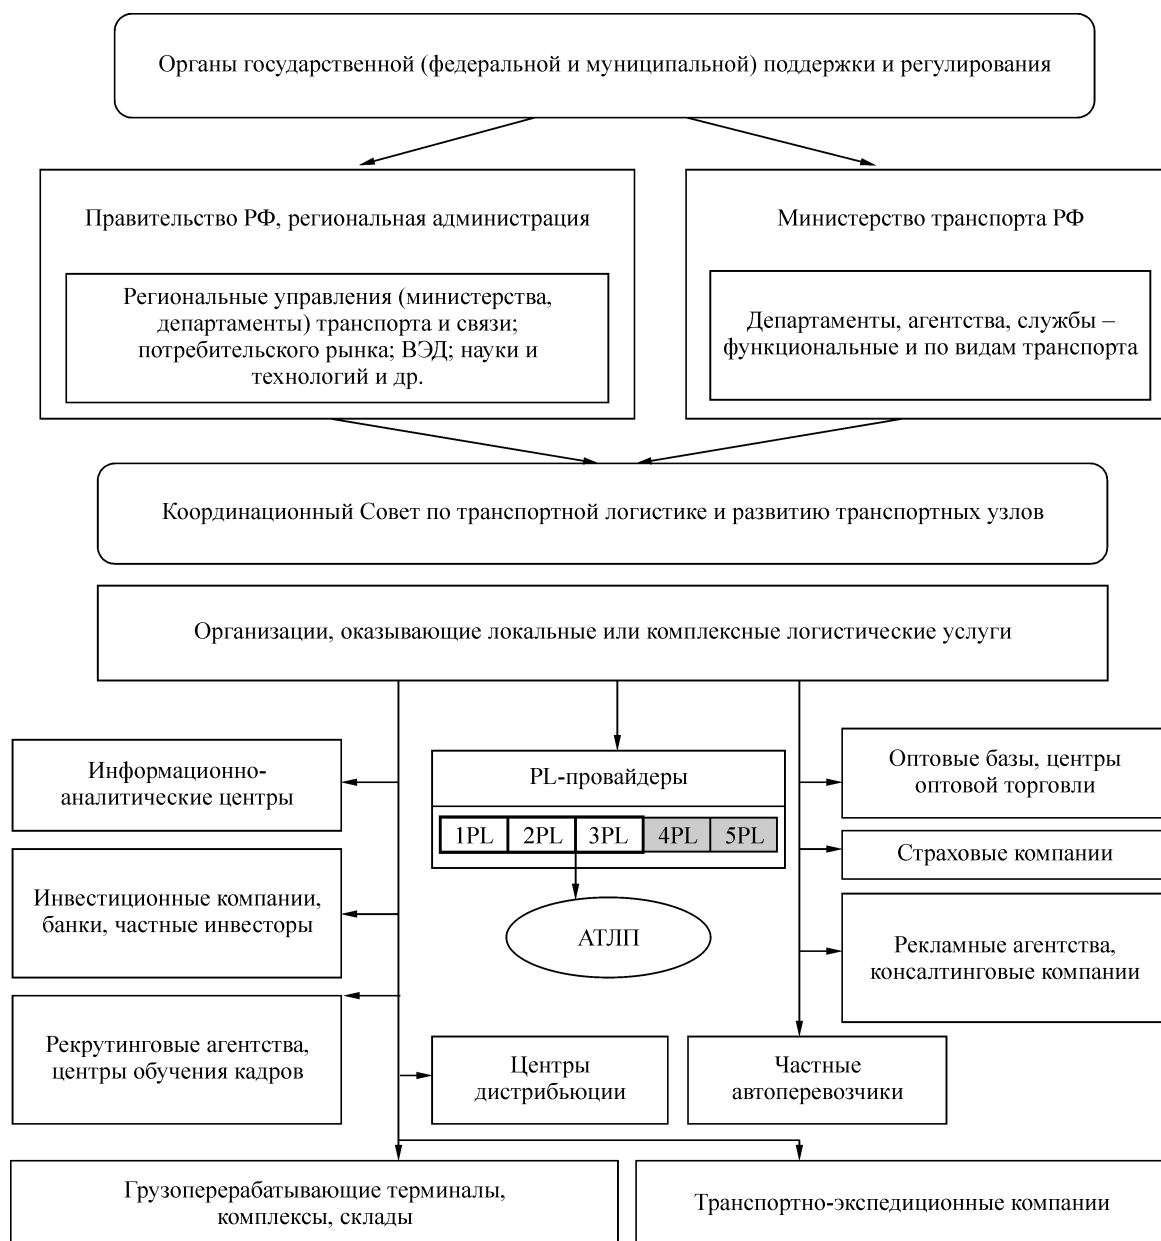 Органы государственной (федеральной и муниципальной) поддержки и регулирования
Правительство РФ, региональная администрация
Региональные управления (министерства,
департаменты) транспорта и связи;
потребительского рынка; ВЭД; науки и
технологий и др.
Министерство транспорта РФ
Департаменты, агентства, службы –
функциональные и по видам транспорта
Координационный Совет по транспортной логистике и развитию транспортных узлов
Организации, оказывающие локальные или комплексные логистические услуги
Информационно-
аналитические центры
PL-провайдеры
1PL 2PL 3PL 4PL 5PL
АТЛП
Оптовые базы, центры
оптовой торговли
Страховые компании
Инвестиционные компании,
банки, частные инвесторы
Рекламные агентства,
консалтинговые компании
Рекрутинговые агентства,
центры обучения кадров
Центры
дистрибьюции
Частные
автоперевозчики
Грузоперерабатывающие терминалы,
комплексы, склады
Транспортно-экспедиционные компании